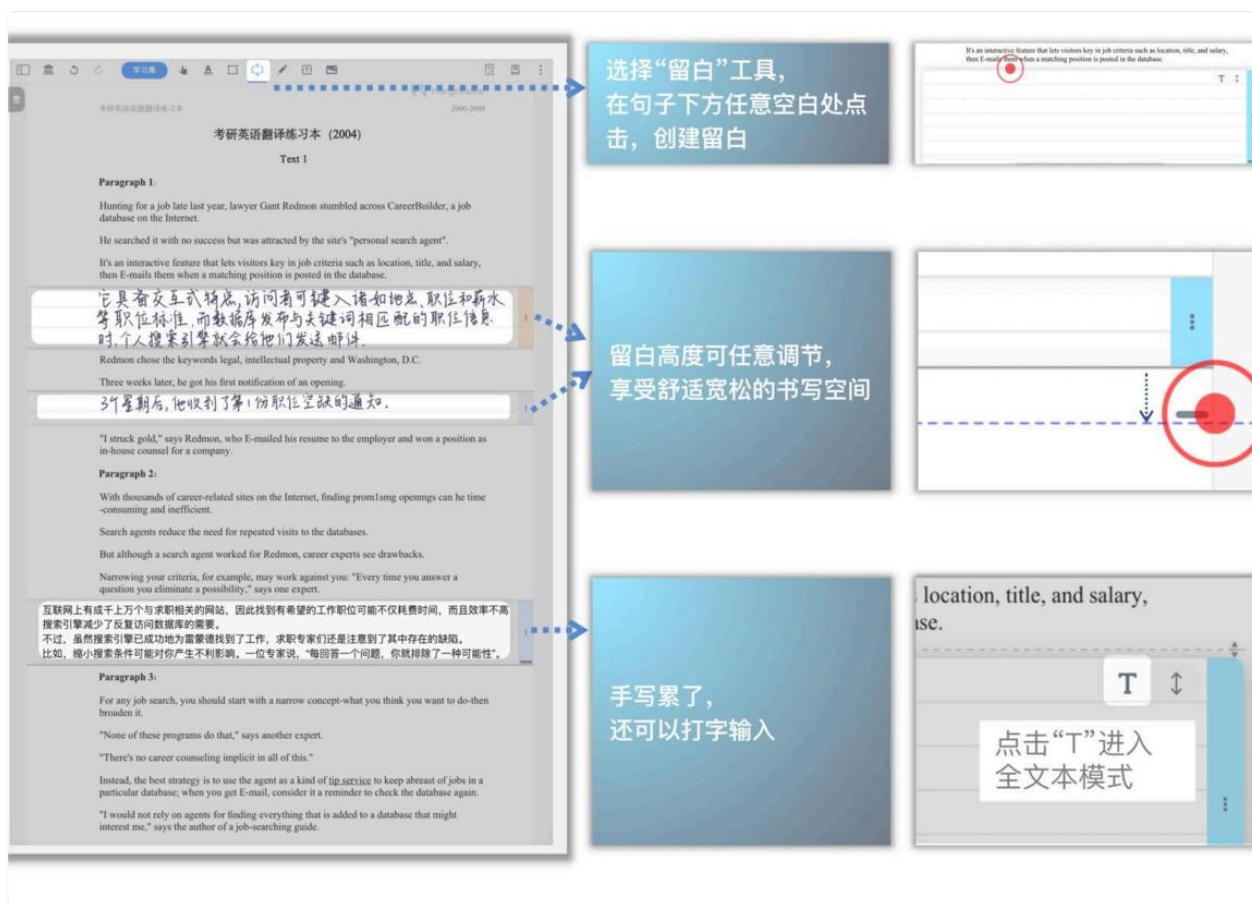 学习集
考研英语真题翻译练习本
2000-2009
考研英语翻译练习本（2004）
Text 1
Paragraph 1:
Hunting for a job late last year, lawyer Gant Redmon stumbled across CareerBuilder, a job
database on the Internet.
He searched it with no success but was attracted by the site's "personal search agent".
It's an interactive feature that lets visitors key in job criteria such as location, title, and salary,
then E-mails them when a matching position is posted in the database.
它具有交互式特点,访问者可键入诸如地点、职位和薪水
等职位标准,而数据库发布与关键词相匹配的职位信息
时,个人搜索引擎就会给他们发送邮件.
Redmon chose the keywords legal, intellectual property and Washington, D.C.
Three weeks later, he got his first notification of an opening.
3个星期后,他收到了第1份职位空缺的通知.
"I struck gold," says Redmon, who E-mailed his resume to the employer and won a position as
in-house counsel for a company.
Paragraph 2:
With thousands of career-related sites on the Internet, finding prom1smg openmgs can he time
-consuming and inefficient.
Search agents reduce the need for repeated visits to the databases.
But although a search agent worked for Redmon, career experts see drawbacks.
Narrowing your criteria, for example, may work against you: "Every time you answer a
question you eliminate a possibility," says one expert.
互联网上有成千上万个与求职相关的网站，因此找到有希望的工作职位可能不仅耗费时间，而且效率不高
搜索引擎减少了反复访问数据库的需要。
不过，虽然搜索引擎已成功地为雷蒙德找到了工作，求职专家们还是注意到了其中存在的缺陷。
比如，缩小搜索条件可能对你产生不利影响。一位专家说，“每回答一个问题，你就排除了一种可能性”。
Paragraph 3:
For any job search, you should start with a narrow concept-what you think you want to do-then
broaden it.
"None of these programs do that," says another expert.
"There's no career counseling implicit in all of this."
Instead, the best strategy is to use the agent as a kind of tip service to keep abreast of jobs in a
particular database; when you get E-mail, consider it a reminder to check the database again.
"I would not rely on agents for finding everything that is added to a database that might
interest me," says the author of a job-searching guide.
选择“留白”工具，
在句子下方任意空白处点
击，创建留白
It's an interactive feature that lets visitors key in job criteria such as location, title, and salary,
then E-mails them when a matching position is posted in the database.
T
留白高度可任意调节，
享受舒适宽松的书写空间
手写累了，
还可以打字输入
location, title, and salary,
ase.
T
点击“T”进入
全文本模式